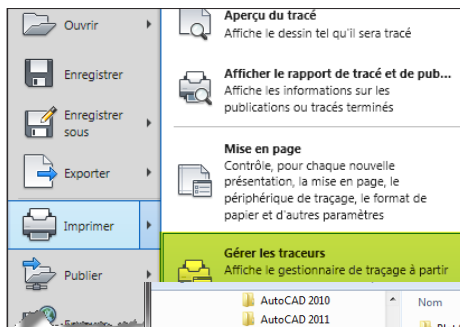 Ouvrir
Enregistrer
Enregistrer
sous
Exporter
Imprimer
Publier
Aperçu du tracé
Affiche le dessin tel qu'il sera tracé
Afficher le rapport de tracé et de pub...
Affiche les informations sur les
publications ou tracés terminés
Mise en page
Contrôle, pour chaque nouvelle
présentation, la mise en page, le
périphérique de traçage, le format de
papier et d'autres paramètres
Gérer les traceurs
Affiche le gestionnaire de traçage à partir
AutoCAD 2010
AutoCAD 2011
Nom